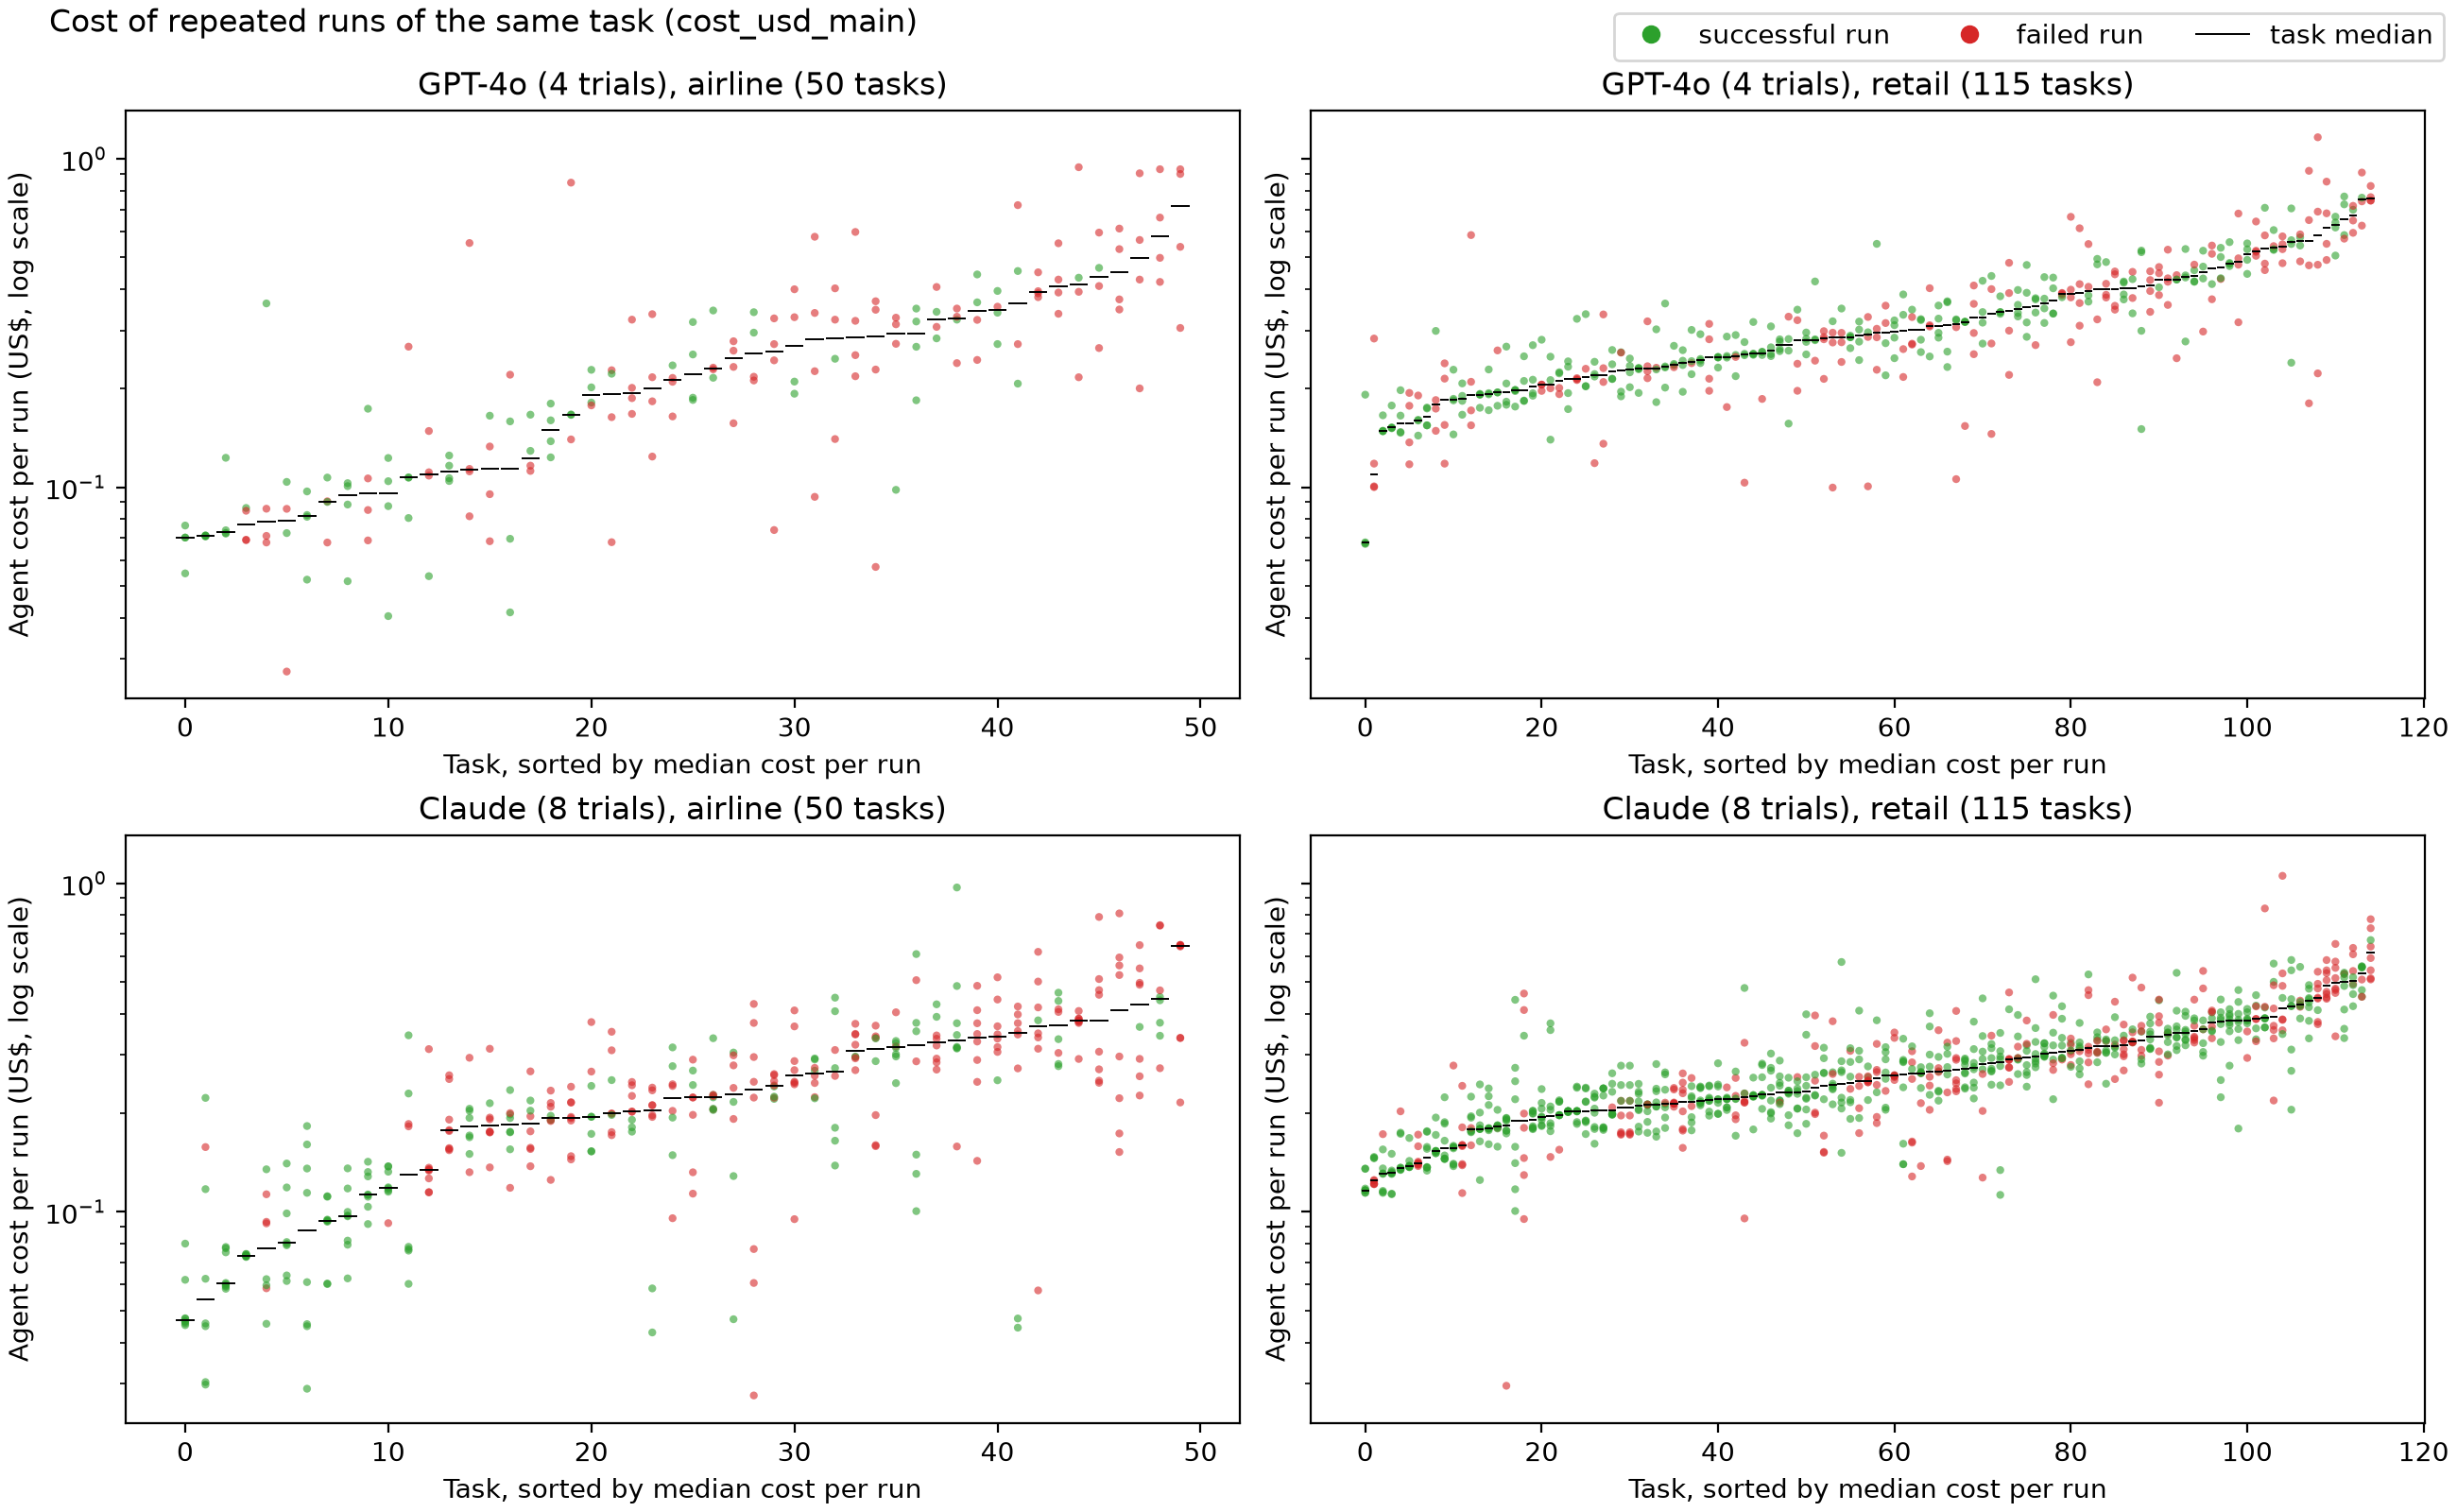 Cost of repeated runs of the same task (cost_usd_main)
successful run
failed run
task median
GPT-4o (4 trials), airline (50 tasks)
Agent cost per run (US$, log scale)
10⁰
10⁻¹
0 10 20 30 40 50
Task, sorted by median cost per run
GPT-4o (4 trials), retail (115 tasks)
Agent cost per run (US$, log scale)
0 20 40 60 80 100 120
Task, sorted by median cost per run
Claude (8 trials), airline (50 tasks)
Agent cost per run (US$, log scale)
10⁰
10⁻¹
0 10 20 30 40 50
Task, sorted by median cost per run
Claude (8 trials), retail (115 tasks)
Agent cost per run (US$, log scale)
0 20 40 60 80 100 120
Task, sorted by median cost per run